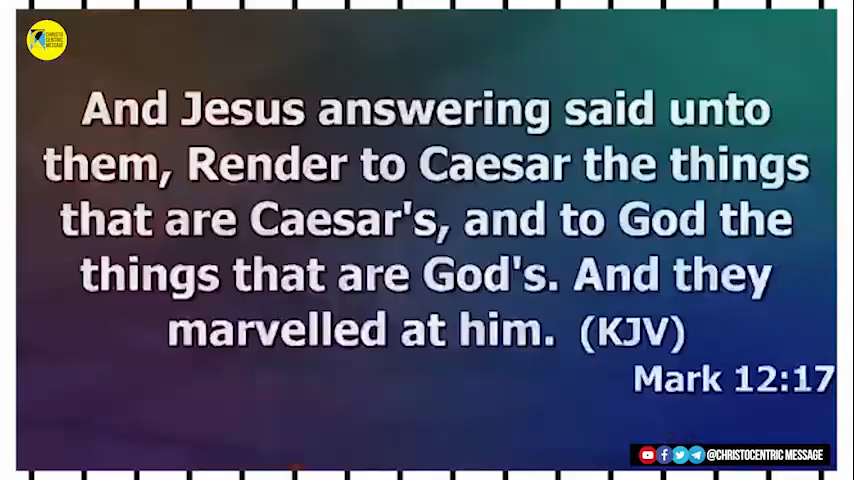 CHRISTO
CENTRIC
MESSAGE
And Jesus answering said unto
them, Render to Caesar the things
that are Caesar's, and to God the
things that are God's. And they
marvelled at him. (KJV)
Mark 12:17
@CHRISTOCENTRIC MESSAGE